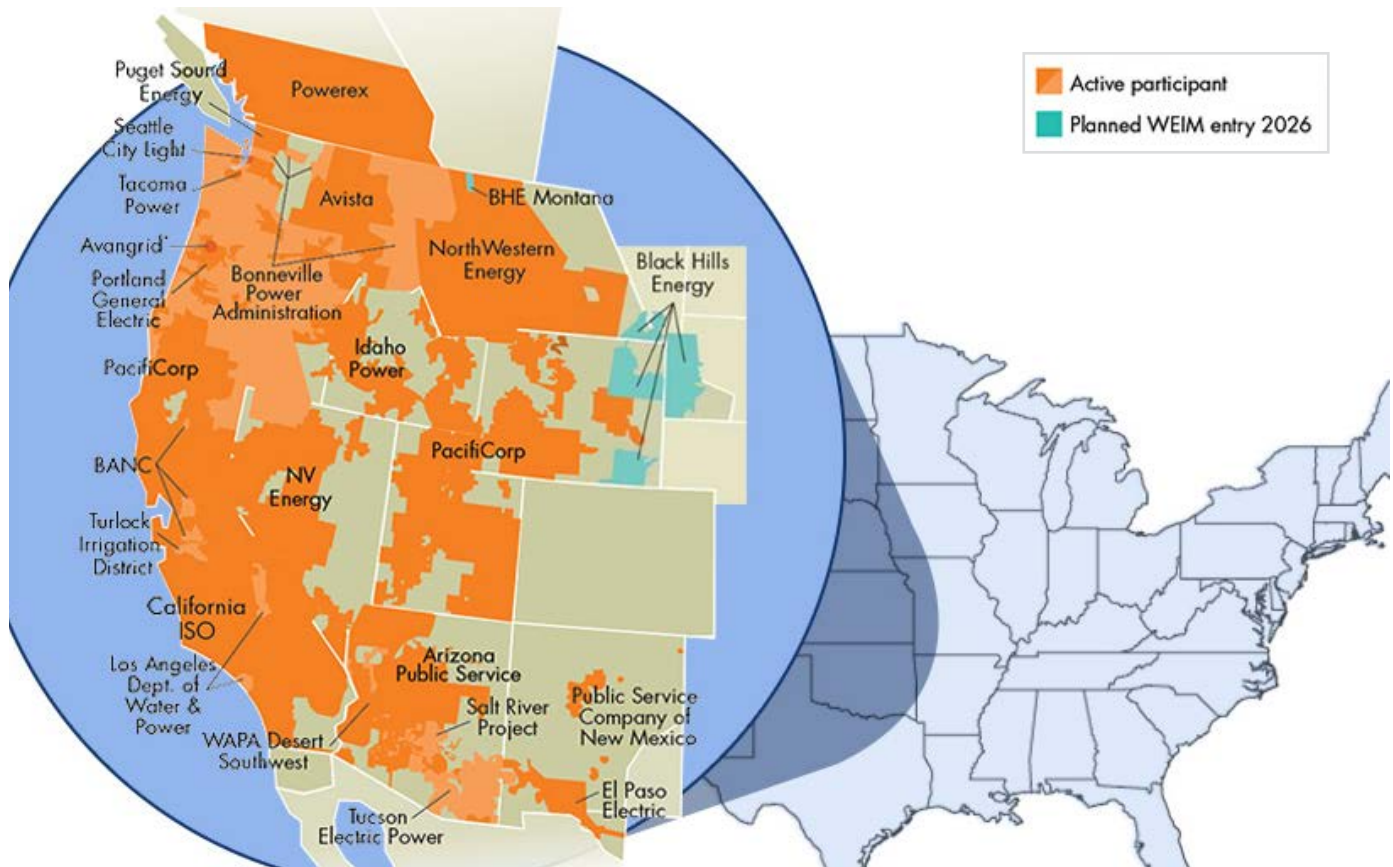 Active participant
Planned WEIM entry 2026
Puget Sound
Energy
Seattle
City Light
Tacoma
Power
Avangrid*
Portland
General
Electric
PacifiCorp
BANC
Turlock
Irrigation
District
California
ISO
Los Angeles
Dept. of
Water &
Power
WAPA Desert
Southwest
Tucson
Electric Power
Powerex
Avista
Bonneville
Power
Administration
BHE Montana
NorthWestern
Energy
Black Hills
Energy
Idaho
Power
NV
Energy
PacifiCorp
Arizona
Public Service
Salt River
Project
Public Service
Company of
New Mexico
El Paso
Electric